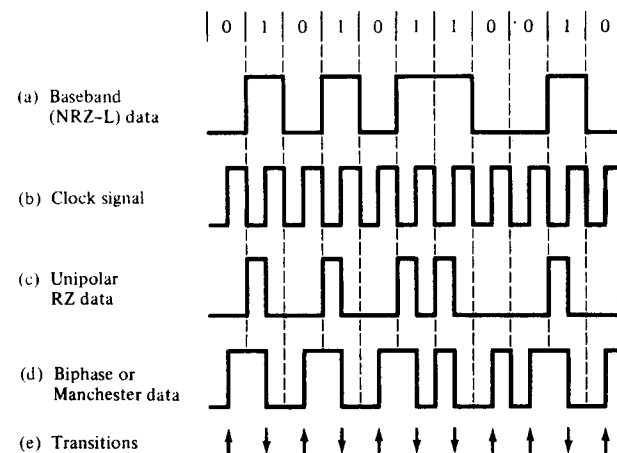 0 1 0 1 0 1 1 0 0 1 0
(a) Baseband
(NRZ-L) data
(b) Clock signal
(c) Unipolar
RZ data
(d) Biphase or
Manchester data
(e) Transitions